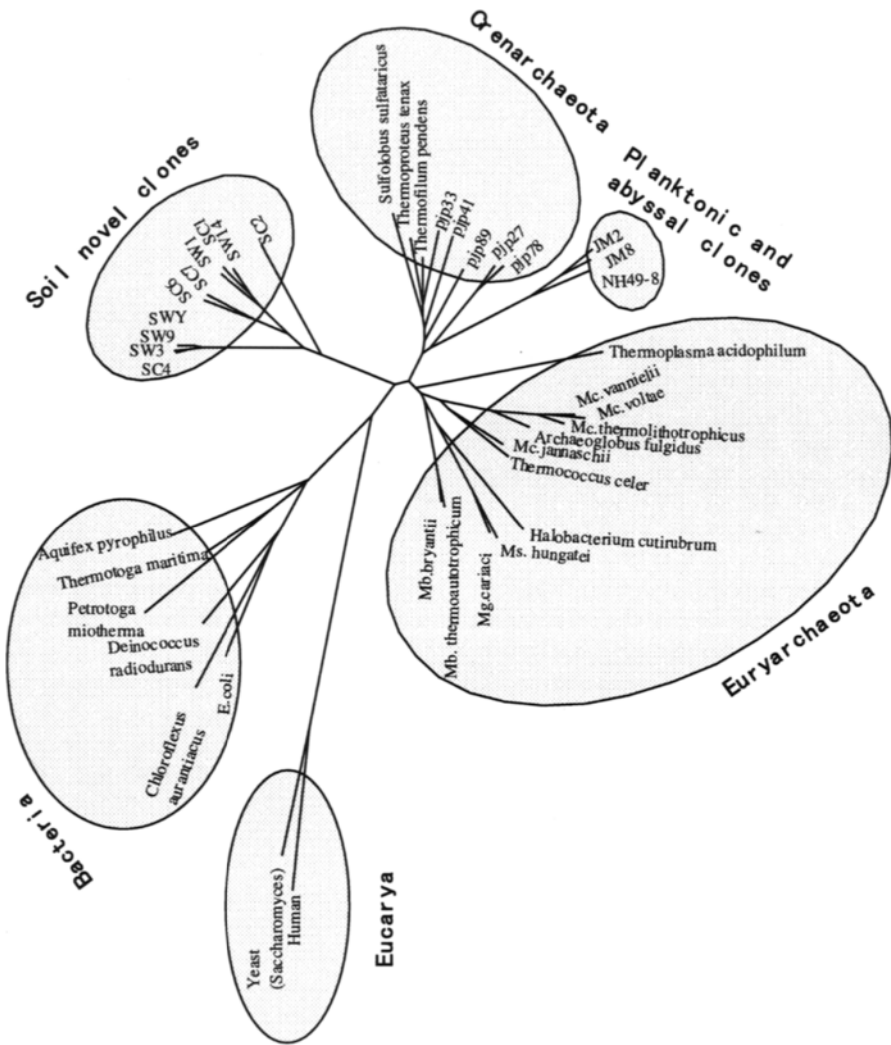 Crenarchaeota
Sulfolobus sulfataricus
Thermoproteus tenax
Thermofilum pendens
pjp33
pjp41
pjp89
pjp27
pjp78
Planktonic and
abyssal clones
JM2
JM8
NH49-8
Soil novel clones
SC2
SW14
SC1
SW1
SC7
SC6
SWY
SW9
SW3
SC4
Thermoplasma acidophilum
Mc.vannielii
Mc.voltae
Mc.thermolithotrophicus
Archaeoglobus fulgidus
Mc.jannaschii
Thermococcus celer
Halobacterium cutirubrum
Ms. hungatei
Mg.cariaci
Mb. thermoautotrophicum
Mb.bryantii
Euryarchaeota
Aquifex pyrophilus
Thermotoga maritima
Petrotoga
miotherma
Deinococcus
radiodurans
E.coli
Chloroflexus
aurantiacus
Bacteria
Yeast
(Saccharomyces)
Human
Eucarya